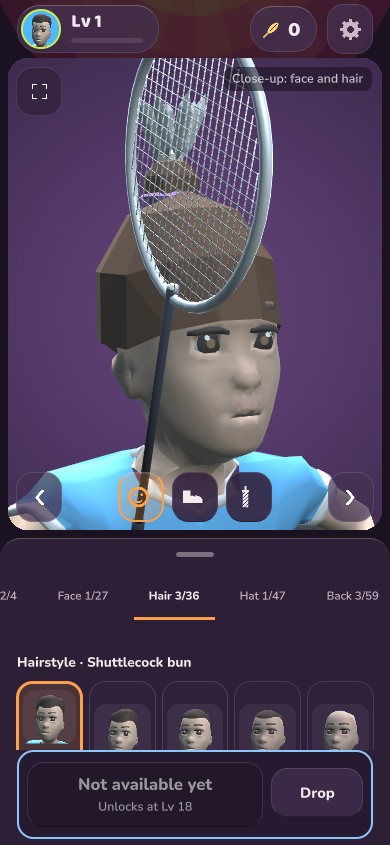 Lv 1
0
Close-up: face and hair
2/4
Face 1/27
Hair 3/36
Hat 1/47
Back 3/59
Hairstyle · Shuttlecock bun
Not available yet
Unlocks at Lv 18
Drop